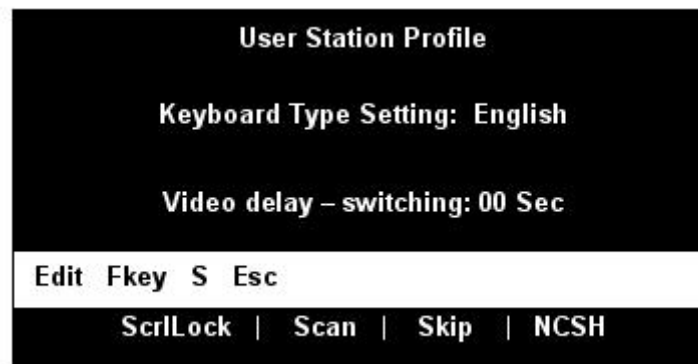 User Station Profile
Keyboard Type Setting: English
Video delay – switching: 00 Sec
Edit Fkey S Esc
ScrlLock | Scan | Skip | NCSH